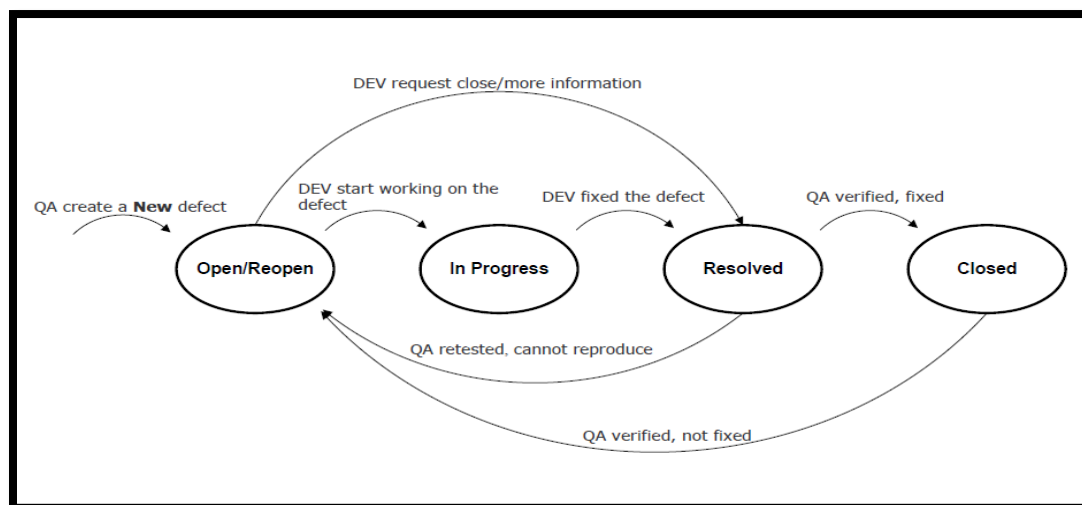 DEV request close/more information
QA create a New defect
DEV start working on the
defect
DEV fixed the defect
QA verified, fixed
Open/Reopen
In Progress
Resolved
Closed
QA retested, cannot reproduce
QA verified, not fixed